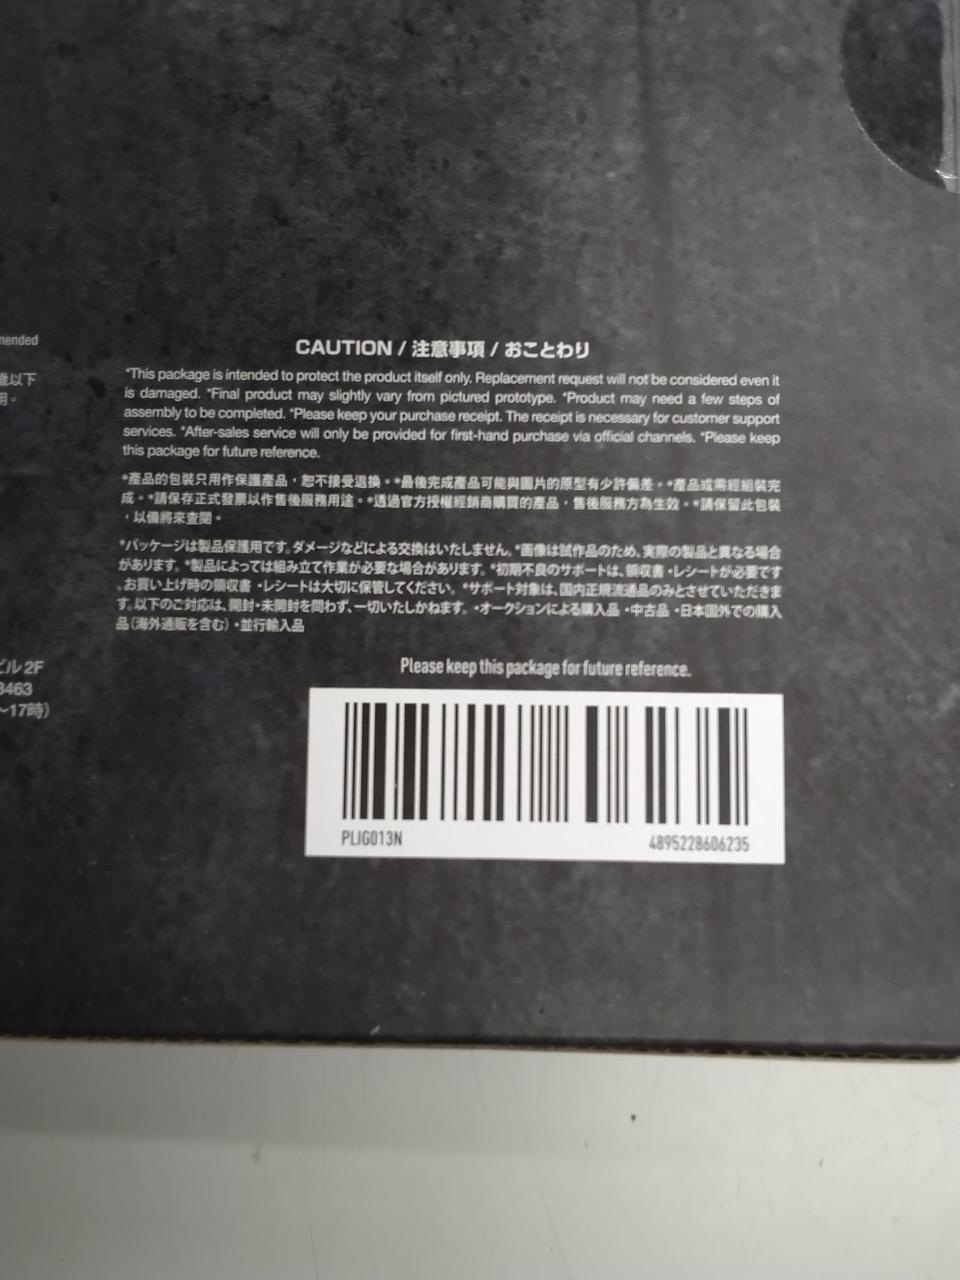 mended
歲以下
用。
CAUTION / 注意事項 / おことわり
*This package is intended to protect the product itself only. Replacement request will not be considered even it
is damaged. *Final product may slightly vary from pictured prototype. *Product may need a few steps of
assembly to be completed. *Please keep your purchase receipt. The receipt is necessary for customer support
services. *After-sales service will only be provided for first-hand purchase via official channels. *Please keep
this package for future reference.
*產品的包裝只用作保護產品，恕不接受退換。*最後完成產品可能與圖片的原型有少許偏差。*產品或需經組裝完
成。*請保存正式發票以作售後服務用途。*透過官方授權經銷商購買的產品，售後服務方為生效。*請保留此包裝
，以備將來查閱。
*パッケージは製品保護用です。ダメージなどによる交換はいたしません。*画像は試作品のため、実際の製品と異なる場合
があります。*製品によっては組み立て作業が必要な場合があります。*初期不良のサポートは、領収書・レシートが必要です
。お買い上げ時の領収書・レシートは大切に保管してください。*サポート対象は、国内正規流通品のみとさせていただきま
す。以下のご対応は、開封・未開封を問わず、一切いたしかねます。・オークションによる購入品・中古品・日本国外での購入
品（海外通販を含む）・並行輸入品
ビル2F
3463
～17時）
Please keep this package for future reference.
PLIG013N
4895228606235